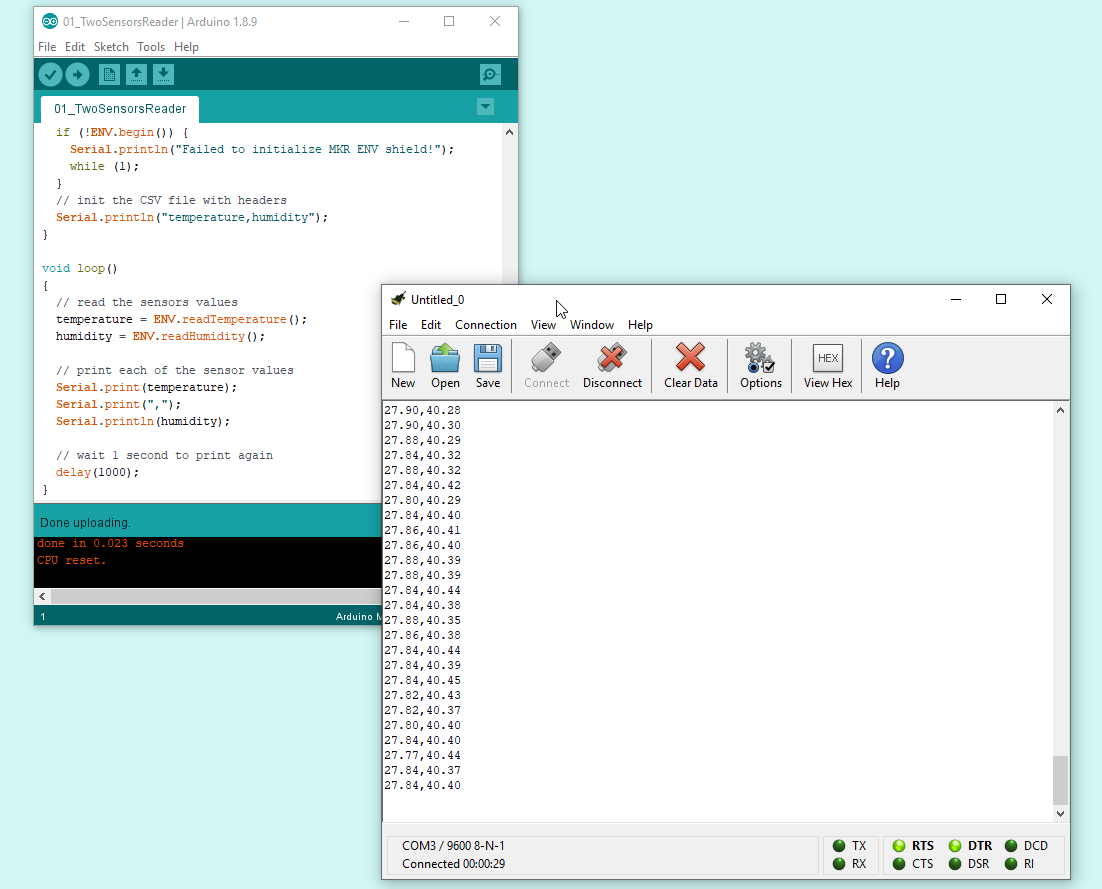 01_TwoSensorsReader | Arduino 1.8.9
File Edit Sketch Tools Help
01_TwoSensorsReader
if (!ENV.begin()) {
Serial.println("Failed to initialize MKR ENV shield!");
while (1);
}
// init the CSV file with headers
Serial.println("temperature,humidity");
}
void loop()
{
// read the sensors values
temperature = ENV.readTemperature();
humidity = ENV.readHumidity();
// print each of the sensor values
Serial.print(temperature);
Serial.print(",");
Serial.println(humidity);
// wait 1 second to print again
delay(1000);
}
Done uploading.
done in 0.023 seconds
CPU reset.
1 Arduino M
Untitled_0
File Edit Connection View Window Help
HEX
New Open Save Connect Disconnect Clear Data Options View Hex Help
27.90,40.28
27.90,40.30
27.88,40.29
27.84,40.32
27.88,40.32
27.84,40.42
27.80,40.29
27.84,40.40
27.86,40.41
27.86,40.40
27.88,40.39
27.88,40.39
27.84,40.44
27.84,40.38
27.88,40.35
27.86,40.38
27.84,40.44
27.84,40.39
27.84,40.45
27.82,40.43
27.82,40.37
27.80,40.40
27.84,40.40
27.77,40.44
27.84,40.37
27.84,40.40
COM3 / 9600 8-N-1
Connected 00:00:29
TX RTS DTR DCD
RX CTS DSR RI